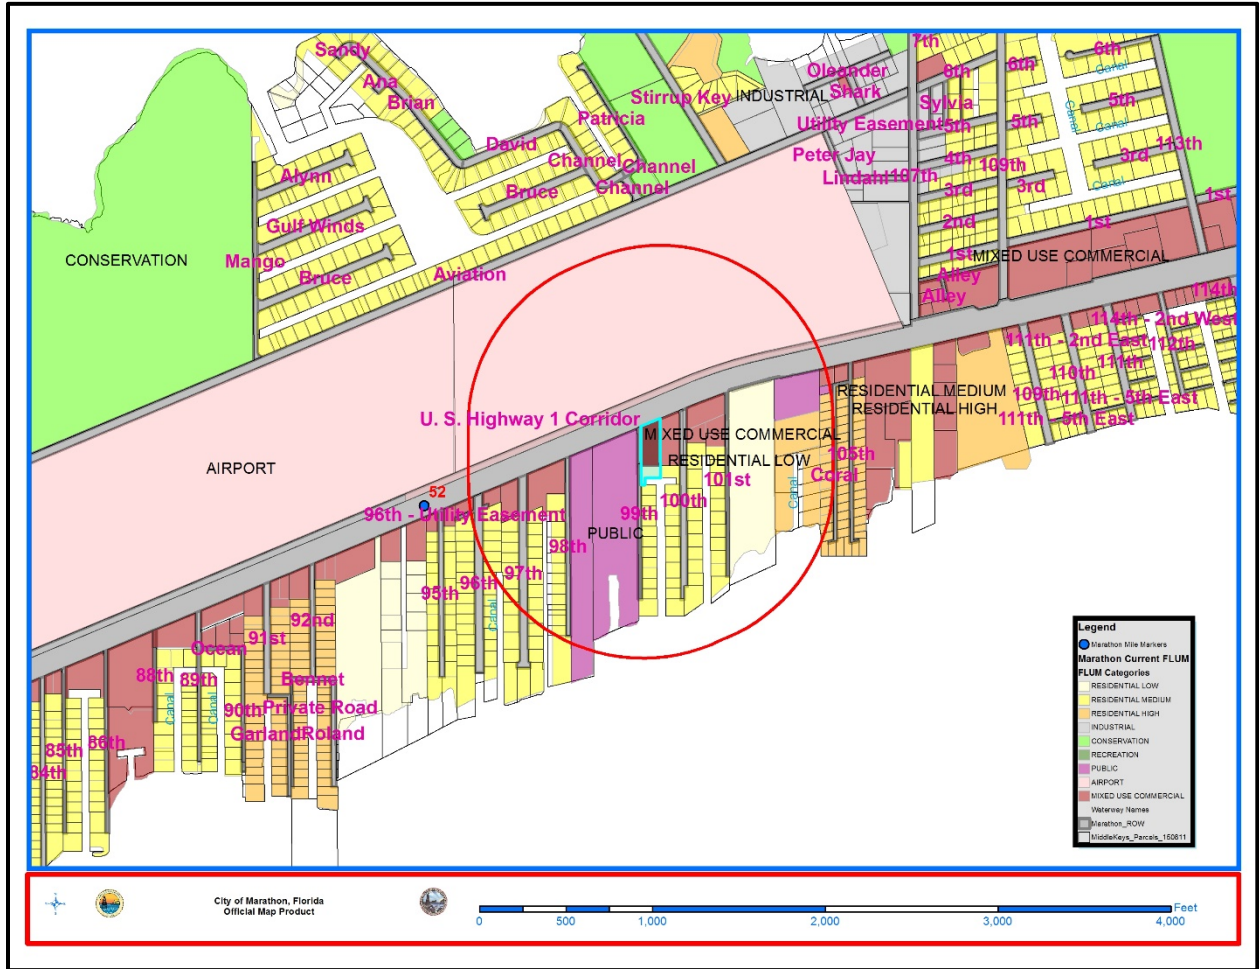 7th
Sandy
6th
6th
6th
Canal
Ana
Oleander
Brian
Stirrup Key
INDUSTRIAL
Shark
Sylvia
5th
Canal
Patricia
Utility Easement
5th
5th
Canal
David
Canal
113th
Channel
Channel
Peter Jay
4th
109th
3rd
Alynn
Bruce
Channel
Lindahl
107th
3rd
3rd
Canal
1st
Gulf Winds
2nd
1st
CONSERVATION
Mango
Bruce
Aviation
1st
MIXED USE COMMERCIAL
Alley
Alley
114th
114th - 2nd West
111th - 2nd East
112th
111th
110th
RESIDENTIAL MEDIUM
109th
111th - 5th East
RESIDENTIAL HIGH
111th - 5th East
U. S. Highway 1 Corridor
MIXED USE COMMERCIAL
105th
RESIDENTIAL LOW
AIRPORT
101st
Coral
52
100th
Canal
96th - Utility Easement
99th
PUBLIC
98th
97th
96th
95th
Canal
92nd
91st
Ocean
88th
89th
Bennet
Canal
Canal
90th
Private Road
Garland
Roland
86th
85th
84th
Legend
Marathon Mile Markers
Marathon Current FLUM
FLUM Categories
RESIDENTIAL LOW
RESIDENTIAL MEDIUM
RESIDENTIAL HIGH
INDUSTRIAL
CONSERVATION
RECREATION
PUBLIC
AIRPORT
MIXED USE COMMERCIAL
Waterway Names
Marathon_ROW
MiddleKeys_Parcels_150811
City of Marathon, Florida
Official Map Product
Feet
0 500 1,000 2,000 3,000 4,000